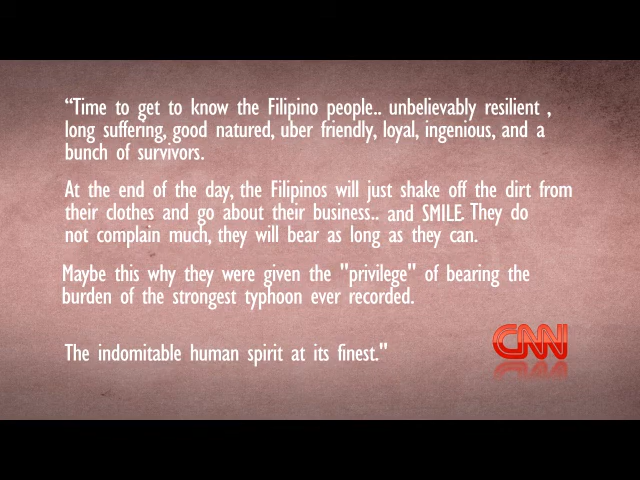 “Time to get to know the Filipino people.. unbelievably resilient ,
long suffering, good natured, uber friendly, loyal, ingenious, and a
bunch of survivors.
At the end of the day, the Filipinos will just shake off the dirt from
their clothes and go about their business.. and SMILE. They do
not complain much, they will bear as long as they can.
Maybe this why they were given the "privilege" of bearing the
burden of the strongest typhoon ever recorded.
The indomitable human spirit at its finest."
CNN